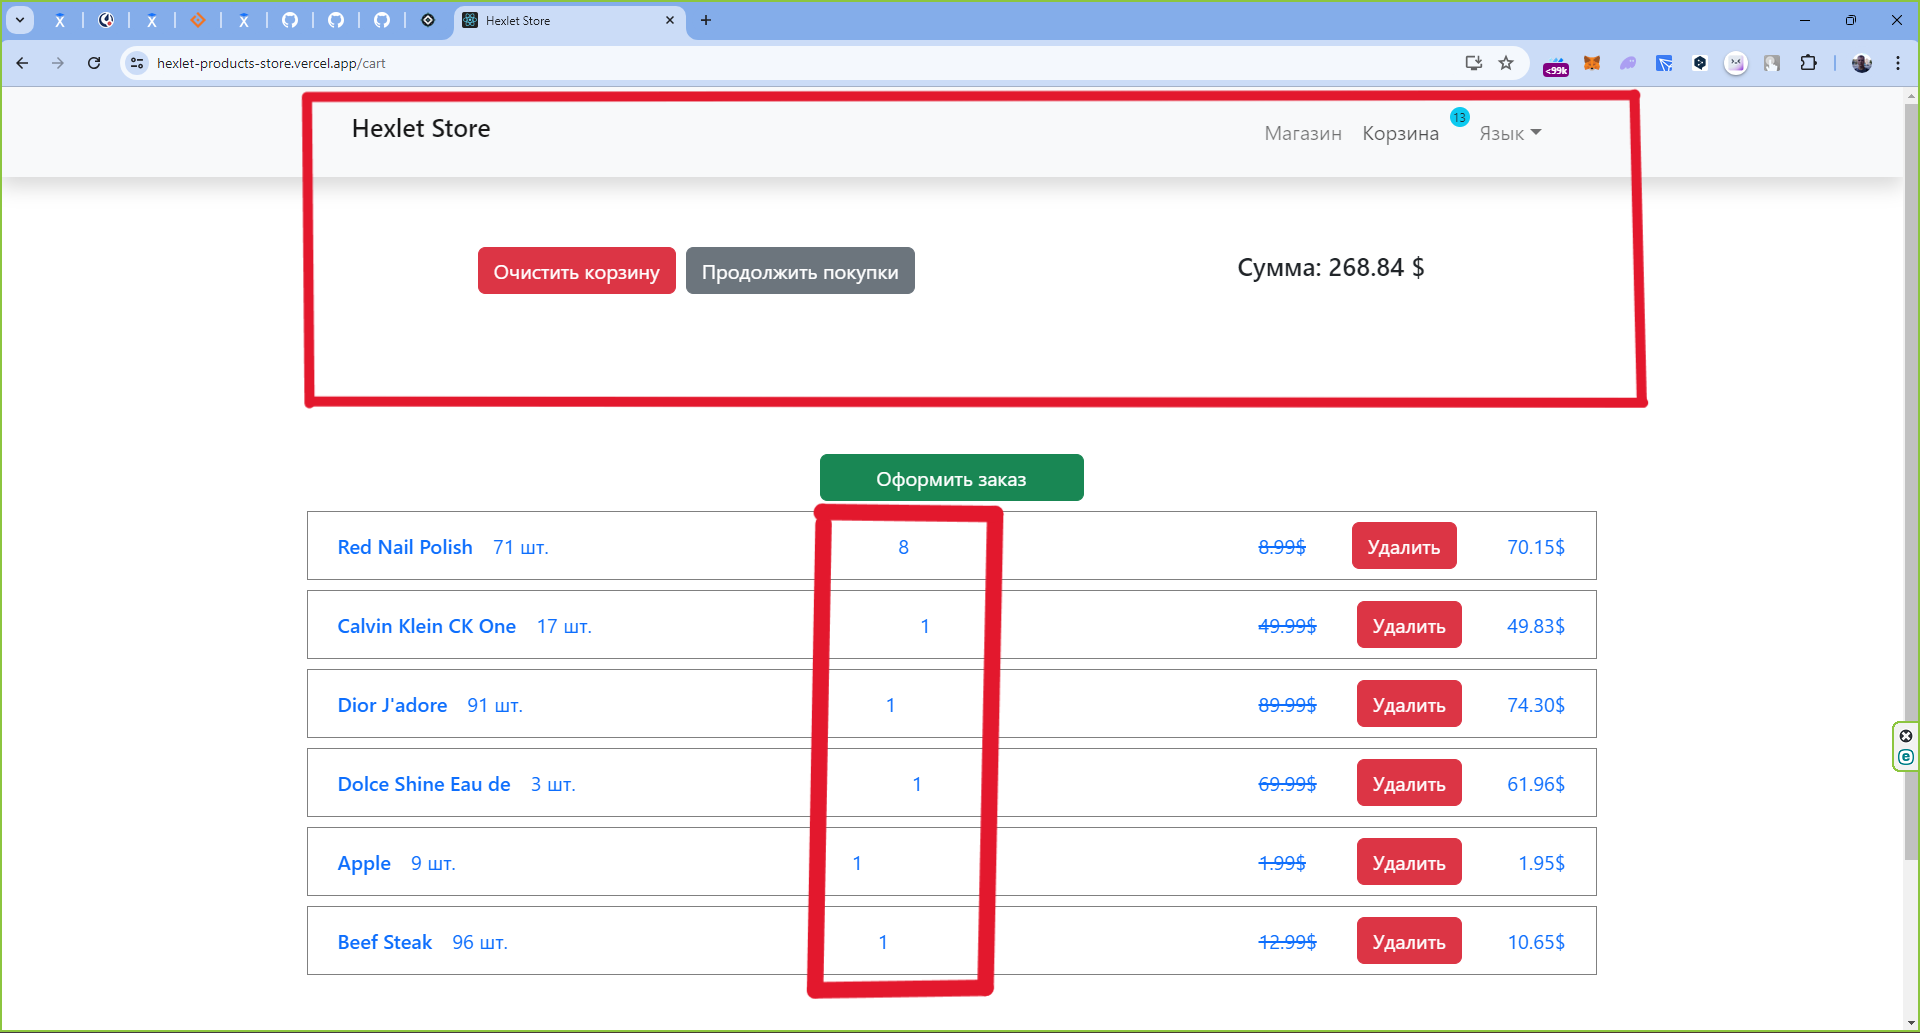 Hexlet Store
hexlet-products-store.vercel.app/cart
<99k
Hexlet Store Магазин Корзина 13 Язык
Очистить корзину Продолжить покупки Сумма: 268.84 $
Оформить заказ
Red Nail Polish 71 шт. 8 8.99$ Удалить 70.15$
Calvin Klein CK One 17 шт. 1 49.99$ Удалить 49.83$
Dior J'adore 91 шт. 1 89.99$ Удалить 74.30$
Dolce Shine Eau de 3 шт. 1 69.99$ Удалить 61.96$
Apple 9 шт. 1 1.99$ Удалить 1.95$
Beef Steak 96 шт. 1 12.99$ Удалить 10.65$